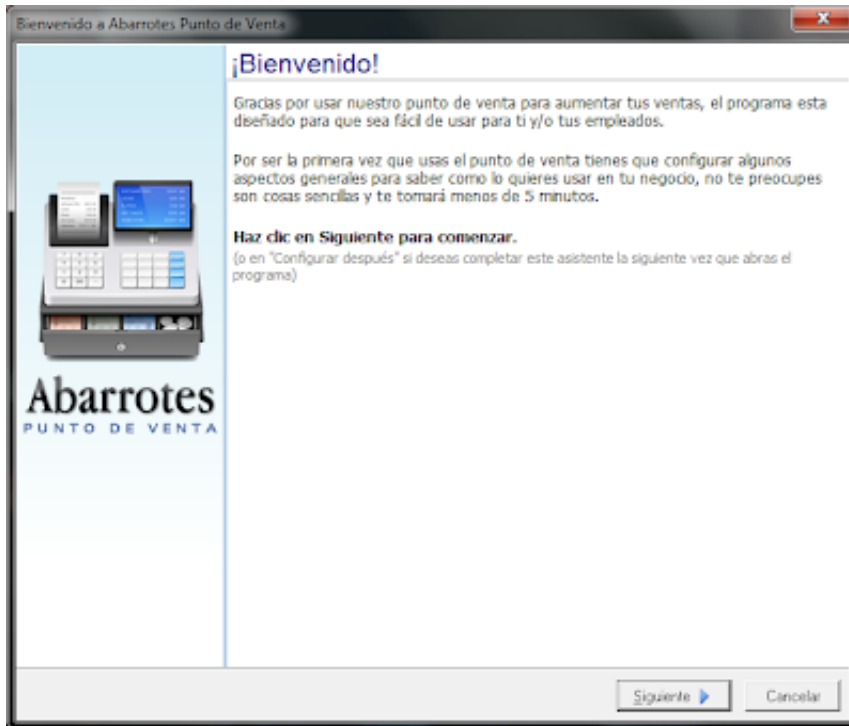 Bienvenido a Abarrotes Punto de Venta
¡Bienvenido!
Gracias por usar nuestro punto de venta para aumentar tus ventas, el programa esta
diseñado para que sea fácil de usar para ti y/o tus empleados.
Por ser la primera vez que usas el punto de venta tienes que configurar algunos
aspectos generales para saber como lo quieres usar en tu negocio, no te preocupes
son cosas sencillas y te tomará menos de 5 minutos.
Haz clic en Siguiente para comenzar.
(o en "Configurar después" si deseas completar este asistente la siguiente vez que abras el
programa)
Abarrotes
PUNTO DE VENTA
Siguiente
Cancelar